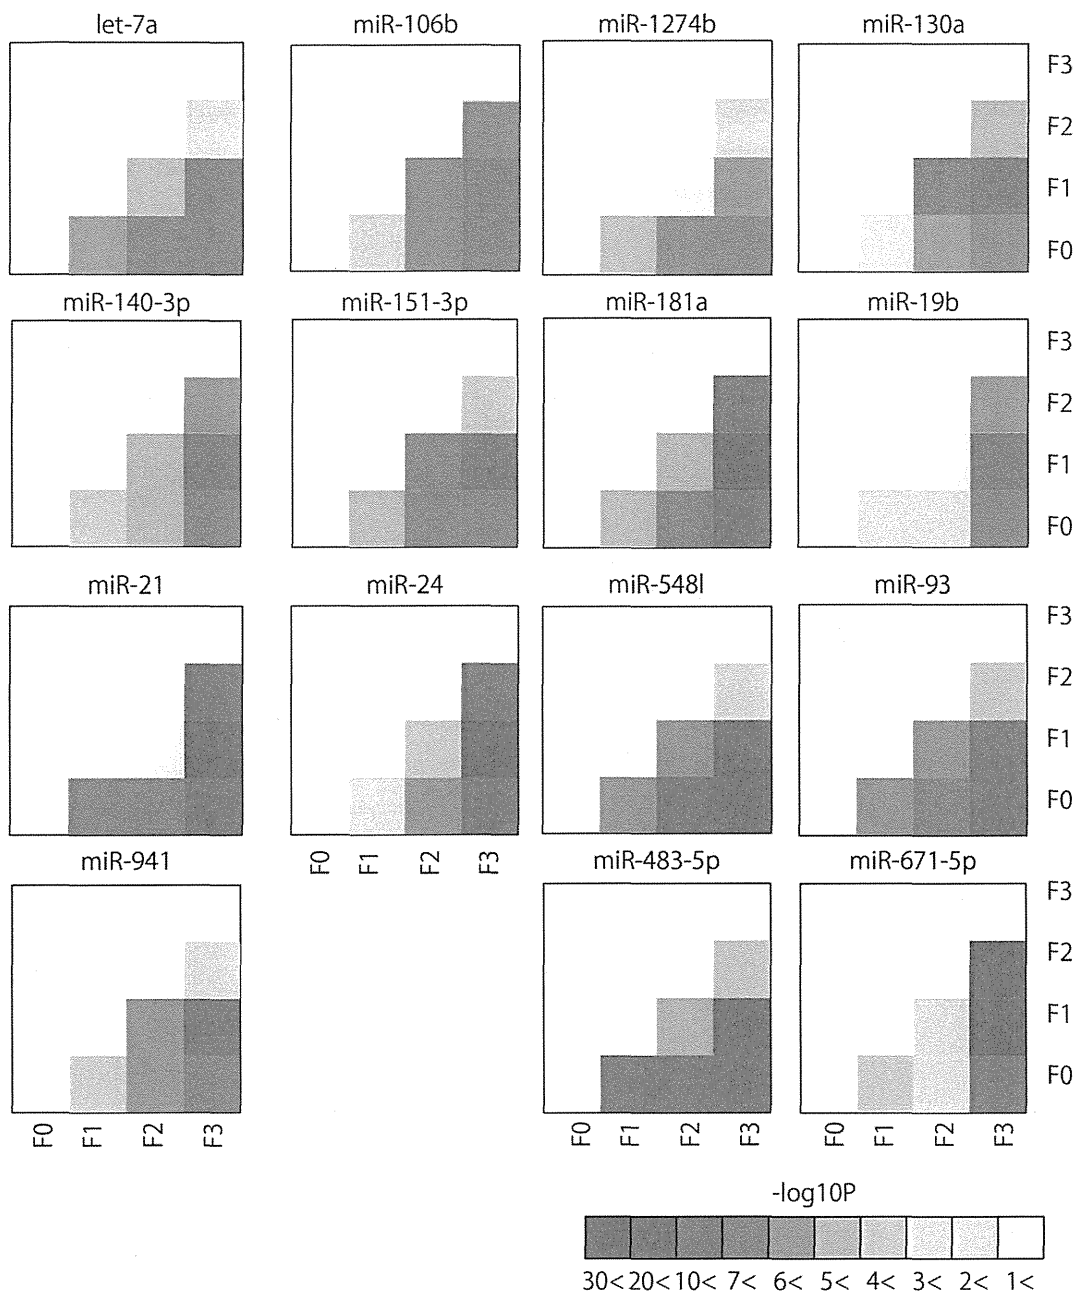 let-7a miR-106b miR-1274b miR-130a
F3
F2
F1
F0
miR-140-3p miR-151-3p miR-181a miR-19b
F3
F2
F1
F0
miR-21 miR-24 miR-548l miR-93
F3
F2
F1
F0
F0 F1 F2 F3
miR-941 miR-483-5p miR-671-5p
F3
F2
F1
F0
F0 F1 F2 F3 F0 F1 F2 F3 F0 F1 F2 F3
-log10P
30< 20< 10< 7< 6< 5< 4< 3< 2< 1<